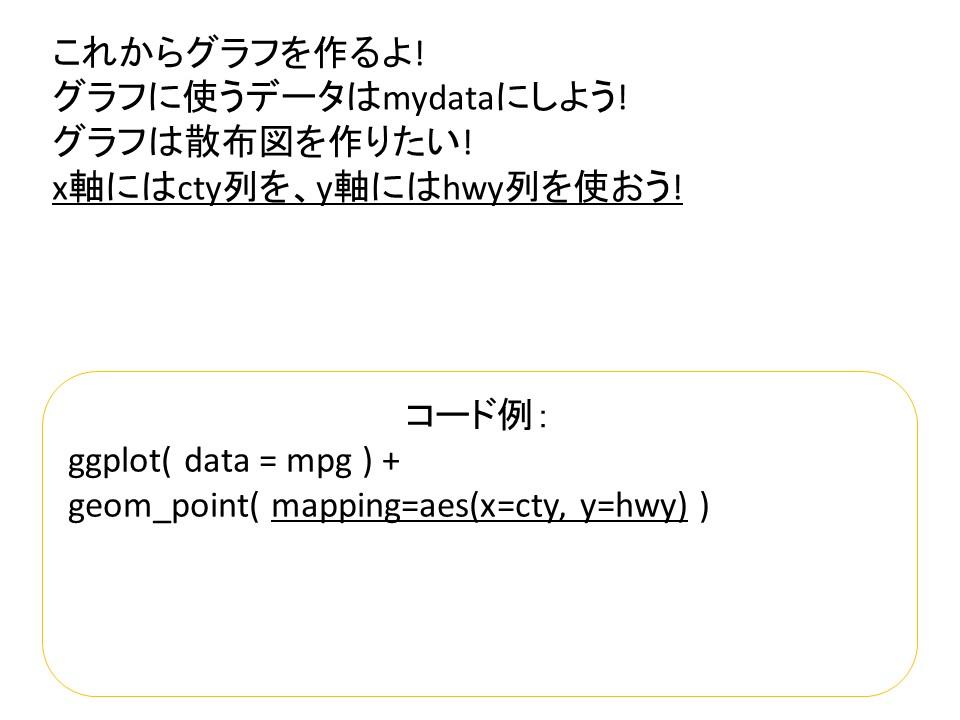 これからグラフを作るよ!
グラフに使うデータはmydataにしよう!
グラフは散布図を作りたい!
x軸にはcty列を、y軸にはhwy列を使おう!
コード例：
ggplot( data = mpg ) +
geom_point( mapping=aes(x=cty, y=hwy) )